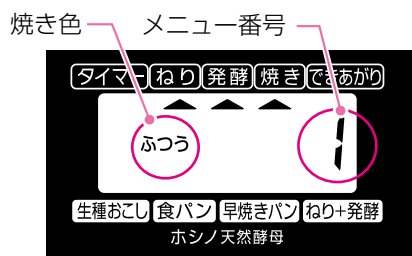 焼き色 メニュー番号
タイマー ねり 発酵 焼き できあがり
ふつう 1
生種おこし 食パン 早焼きパン ねり+発酵
ホシノ天然酵母